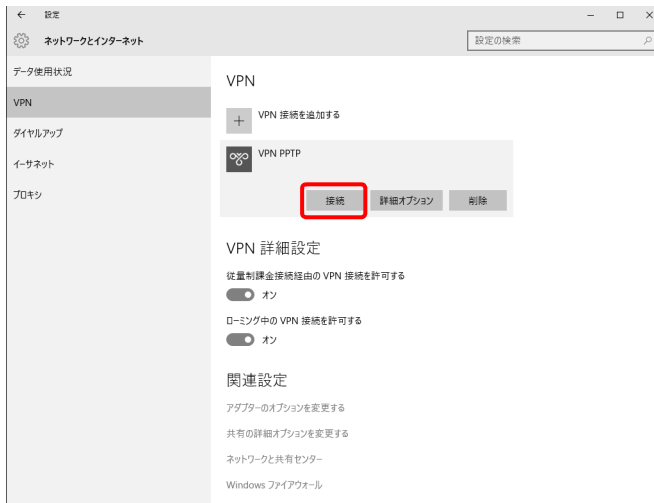 設定
ネットワークとインターネット
設定の検索
データ使用状況
VPN
ダイヤルアップ
イーサネット
プロキシ
VPN
VPN 接続を追加する
VPN PPTP
接続 詳細オプション 削除
VPN 詳細設定
従量制課金接続経由の VPN 接続を許可する
オン
ローミング中の VPN 接続を許可する
オン
関連設定
アダプターのオプションを変更する
共有の詳細オプションを変更する
ネットワークと共有センター
Windows ファイアウォール